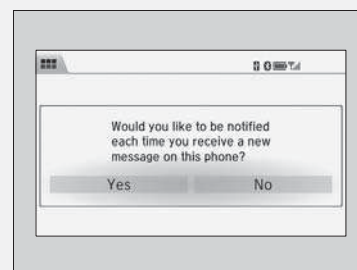 Would you like to be notified
each time you receive a new
message on this phone?
Yes
No